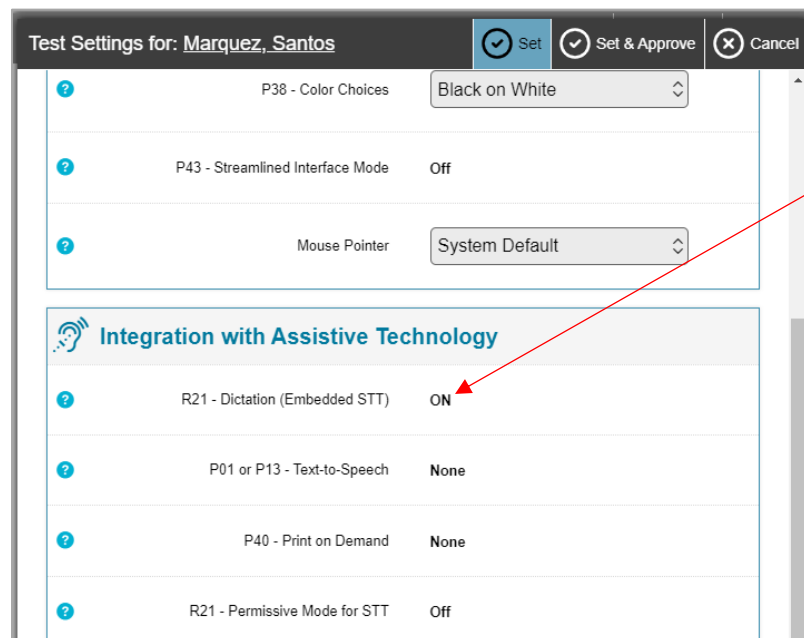 Test Settings for: Marquez, Santos Set Set & Approve Cancel
? P38 - Color Choices Black on White
? P43 - Streamlined Interface Mode Off
? Mouse Pointer System Default
Integration with Assistive Technology
? R21 - Dictation (Embedded STT) ON
? P01 or P13 - Text-to-Speech None
? P40 - Print on Demand None
? R21 - Permissive Mode for STT Off